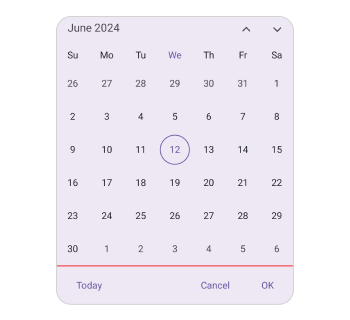 June 2024
Su Mo Tu We Th Fr Sa
26 27 28 29 30 31 1
2 3 4 5 6 7 8
9 10 11 12 13 14 15
16 17 18 19 20 21 22
23 24 25 26 27 28 29
30 1 2 3 4 5 6
Today Cancel OK